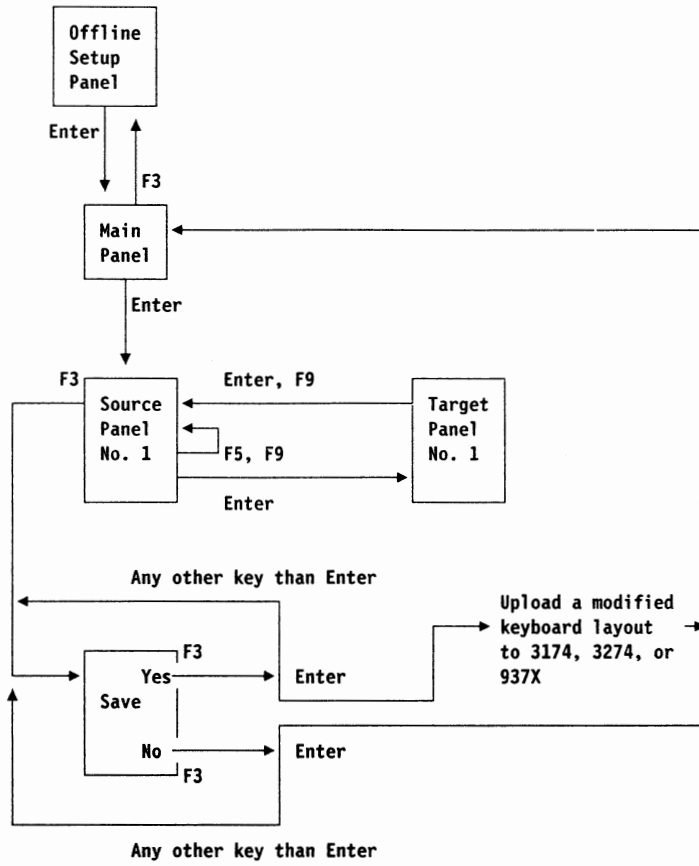 Offline
Setup
Panel
Enter
F3
Main
Panel
Enter
F3
Source
Panel
No. 1
Enter, F9
F5, F9
Enter
Target
Panel
No. 1
Any other key than Enter
Upload a modified
keyboard layout
to 3174, 3274, or
937X
F3
Yes
Enter
Save
No
Enter
F3
Any other key than Enter